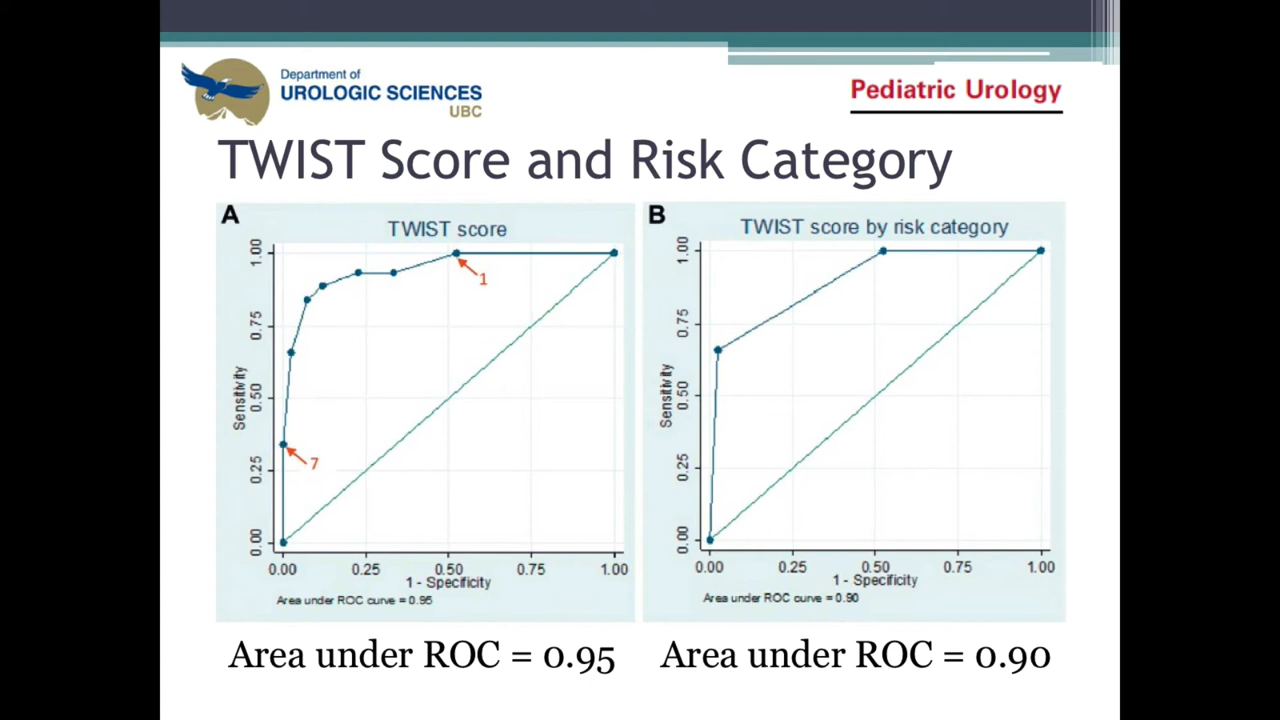 Department of
UROLOGIC SCIENCES
UBC
Pediatric Urology
TWIST Score and Risk Category
A
TWIST score
1.00
0.75
0.50
0.25
0.00
Sensitivity
1
7
0.00 0.25 0.50 0.75 1.00
1 - Specificity
Area under ROC curve = 0.95
B
TWIST score by risk category
1.00
0.75
0.50
0.25
0.00
Sensitivity
0.00 0.25 0.50 0.75 1.00
1 - Specificity
Area under ROC curve = 0.90
Area under ROC = 0.95
Area under ROC = 0.90